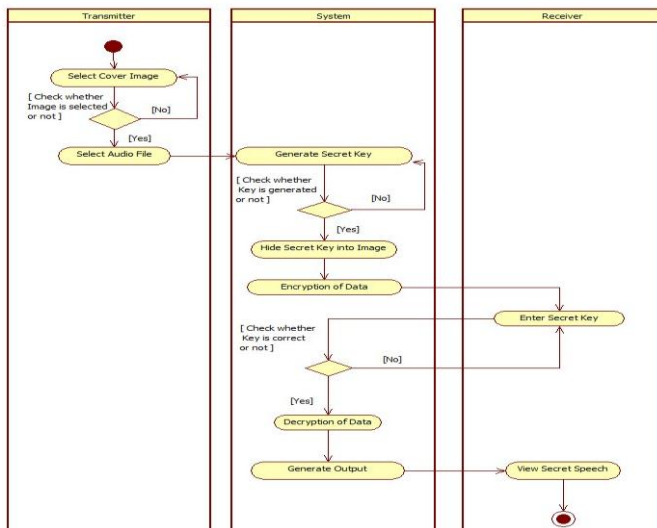 Transmitter
System
Receiver
Select Cover Image
[ Check whether
Image is selected
or not ]
[No]
[Yes]
Select Audio File
Generate Secret Key
[ Check whether
Key is generated
or not ]
[No]
[Yes]
Hide Secret Key into Image
Encryption of Data
Enter Secret Key
[ Check whether
Key is correct
or not ]
[No]
[Yes]
Decryption of Data
Generate Output
View Secret Speech